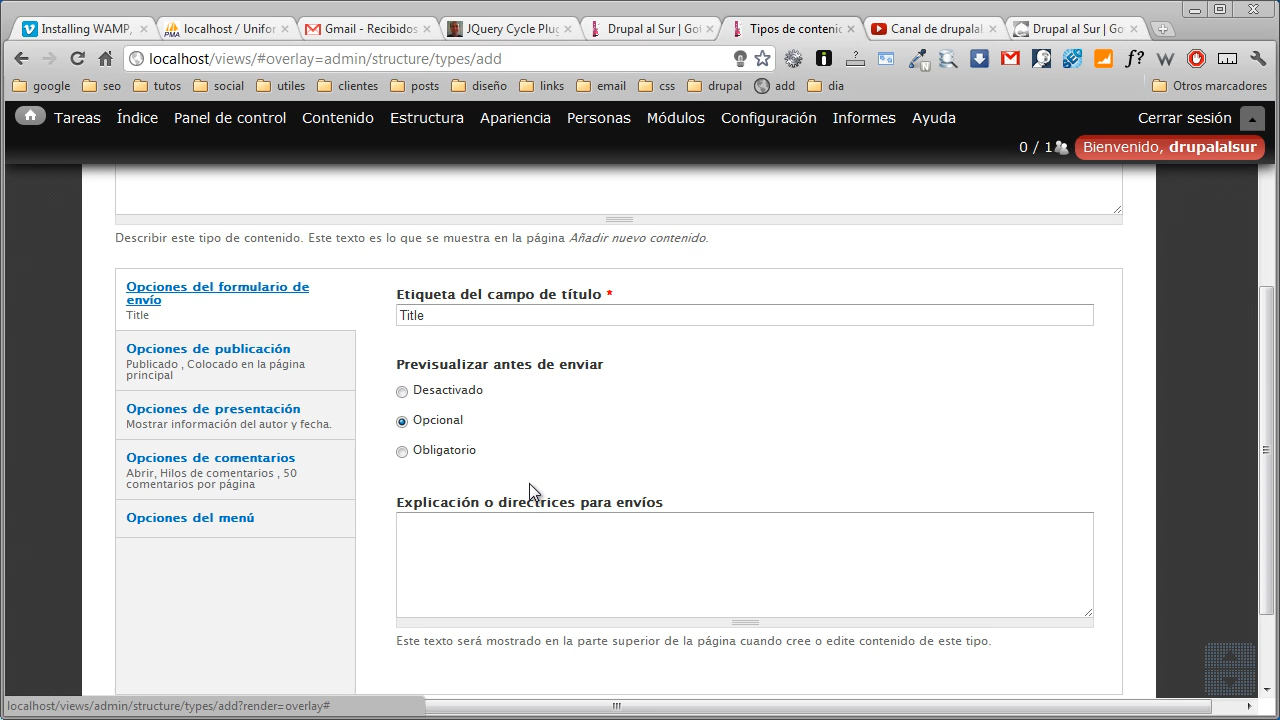 Installing WAMP,
localhost / Unifor
Gmail - Recibidos
JQuery Cycle Plug
Drupal al Sur | Got
Tipos de contenic
Canal de drupalal
Drupal al Sur | Got
localhost/views/#overlay=admin/structure/types/add
google
seo
tutos
social
utiles
clientes
posts
diseño
links
email
css
drupal
add
dia
Otros marcadores
Tareas
Índice
Panel de control
Contenido
Estructura
Apariencia
Personas
Módulos
Configuración
Informes
Ayuda
Cerrar sesión
0 / 1
Bienvenido, drupalalsur
Describir este tipo de contenido. Este texto es lo que se muestra en la página Añadir nuevo contenido.
Opciones del formulario de
envío
Title
Opciones de publicación
Publicado , Colocado en la página
principal
Opciones de presentación
Mostrar información del autor y fecha.
Opciones de comentarios
Abrir, Hilos de comentarios , 50
comentarios por página
Opciones del menú
Etiqueta del campo de título *
Title
Previsualizar antes de enviar
Desactivado
Opcional
Obligatorio
Explicación o directrices para envíos
Este texto será mostrado en la parte superior de la página cuando cree o edite contenido de este tipo.
localhost/views/admin/structure/types/add?render=overlay#